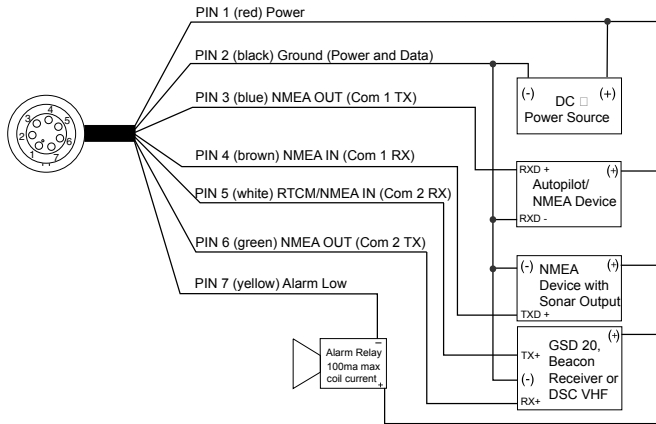 PIN 1 (red) Power
PIN 2 (black) Ground (Power and Data)
PIN 3 (blue) NMEA OUT (Com 1 TX)
PIN 4 (brown) NMEA IN (Com 1 RX)
PIN 5 (white) RTCM/NMEA IN (Com 2 RX)
PIN 6 (green) NMEA OUT (Com 2 TX)
PIN 7 (yellow) Alarm Low
1
2
3
4
5
6
7
(-) (+)
DC □
Power Source
RXD + (+)
Autopilot/
NMEA Device
RXD -
(-) NMEA (+)
Device with
Sonar Output
TXD +
(+)
GSD 20,
TX+ Beacon
(-) Receiver or
DSC VHF
RX+
–
Alarm Relay
100ma max
coil current
+